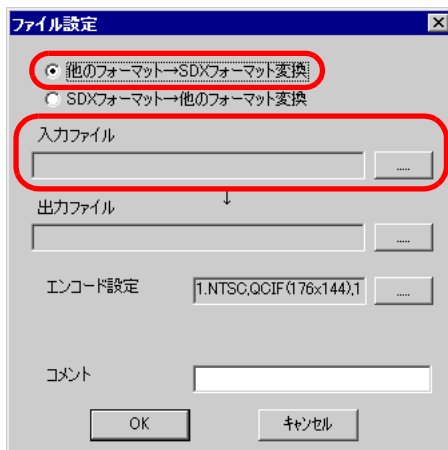 ファイル設定
他のフォーマット→SDXフォーマット変換
SDXフォーマット→他のフォーマット変換
入力ファイル
.....
↓
出力ファイル
.....
エンコード設定 1.NTSC,QCIF(176x144),1 .....
コメント
OK キャンセル